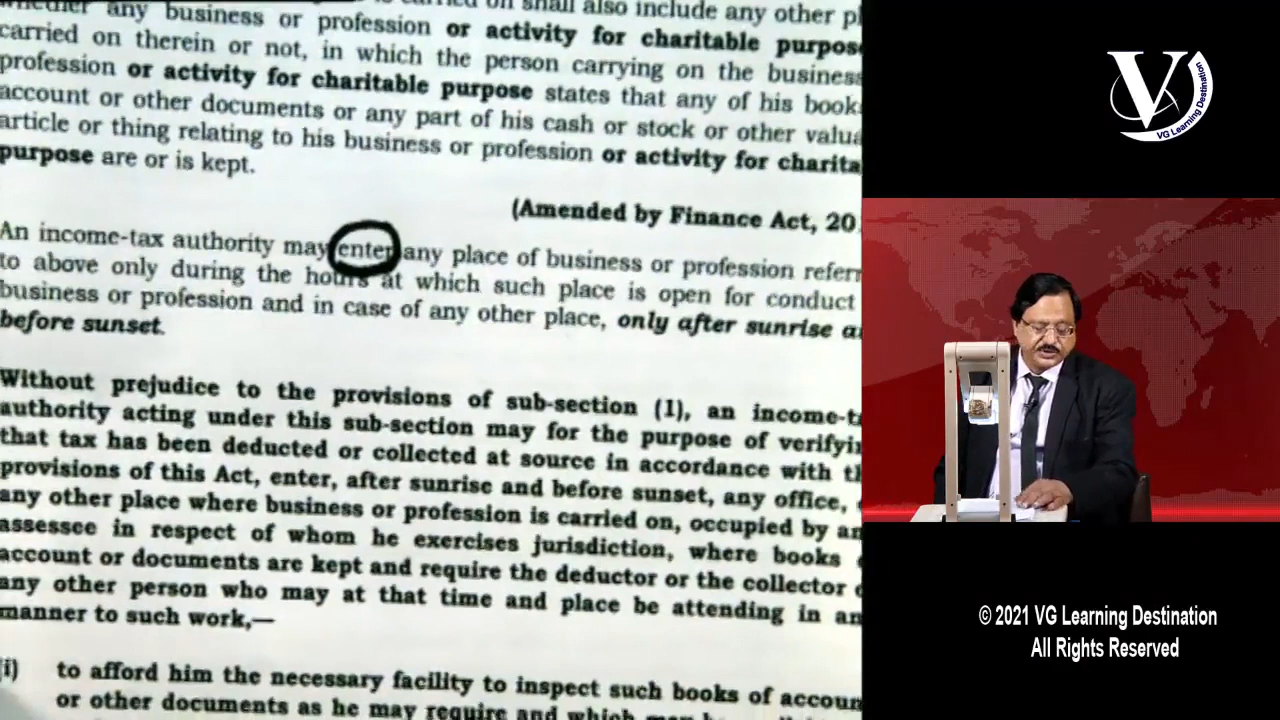 whether any business or profession or activity for charitable purpose
carried on therein or not, in which the person carrying on the business
profession or activity for charitable purpose states that any of his book
account or other documents or any part of his cash or stock or other valua
article or thing relating to his business or profession or activity for charita
purpose are or is kept.
(Amended by Finance Act, 20
An income-tax authority may enter any place of business or profession referr
to above only during the hours at which such place is open for conduct
business or profession and in case of any other place, only after sunrise a
before sunset.
Without prejudice to the provisions of sub-section (1), an income-t
authority acting under this sub-section may for the purpose of verifyi
that tax has been deducted or collected at source in accordance with th
provisions of this Act, enter, after sunrise and before sunset, any office,
any other place where business or profession is carried on, occupied by an
assessee in respect of whom he exercises jurisdiction, where books
account or documents are kept and require the deductor or the collector
any other person who may at that time and place be attending in an
manner to such work,—
(i) to afford him the necessary facility to inspect such books of accoun
or other documents as he may require and which may
V
VG Learning Destination
© 2021 VG Learning Destination
All Rights Reserved